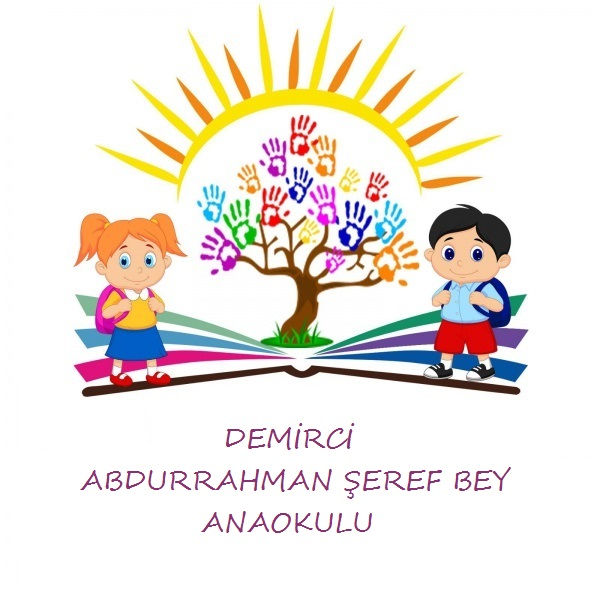 DEMİRCİ
ABDURRAHMAN ŞEREF BEY
ANAOKULU